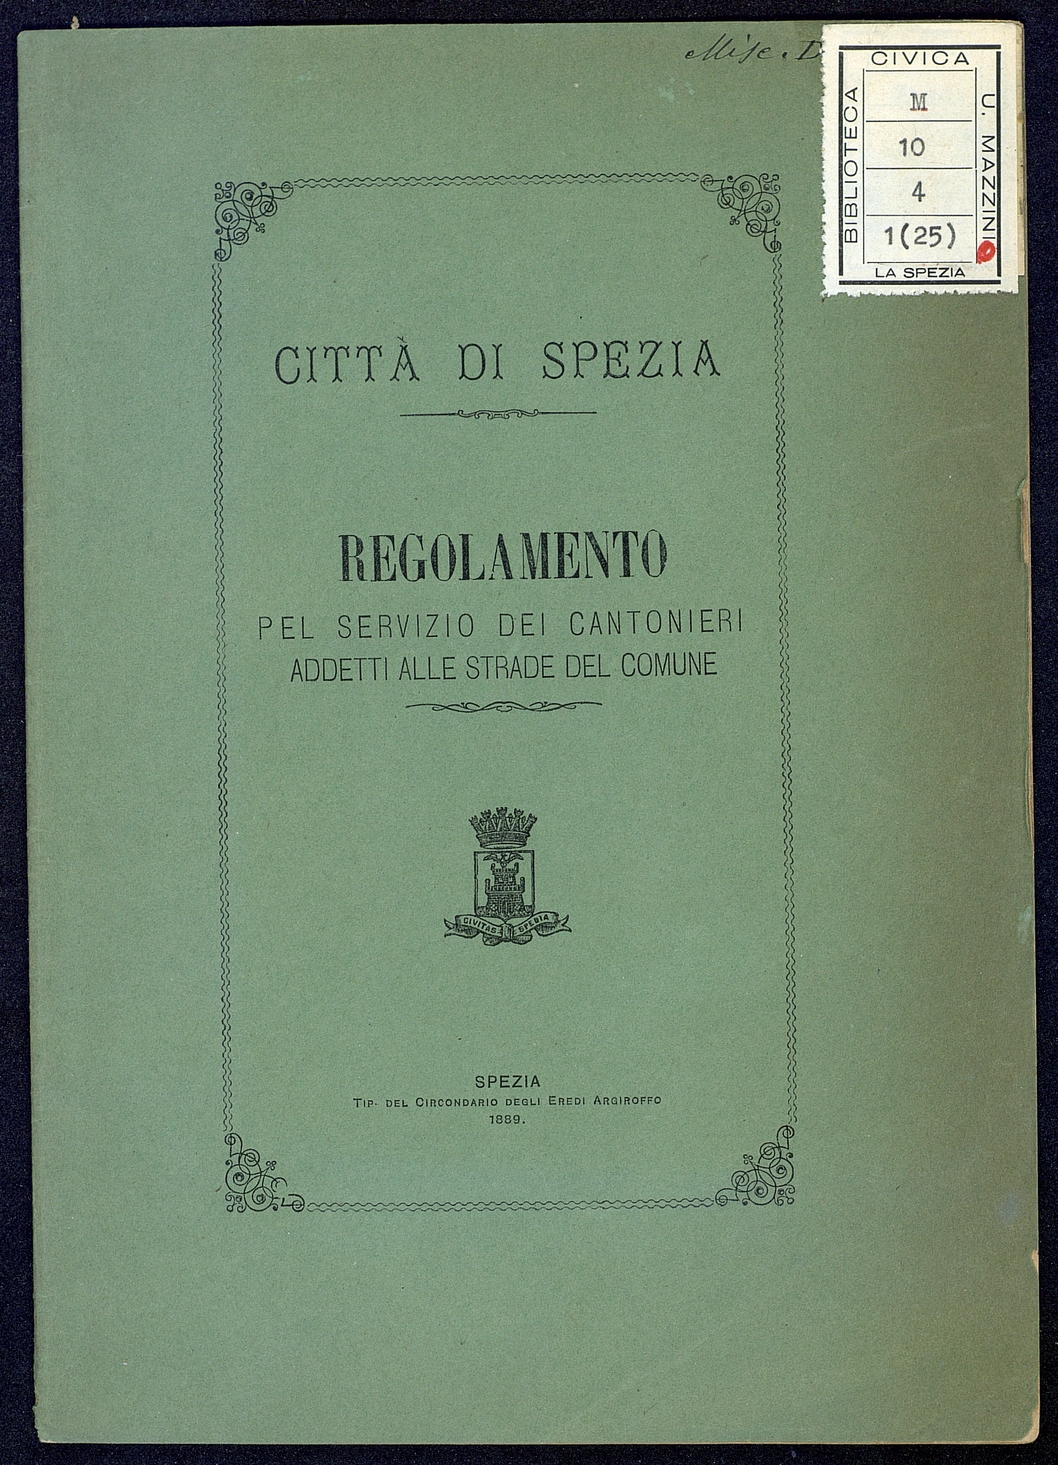 Misc.
CIVICA
BIBLIOTECA
U. MAZZINI
M
10
4
1(25)
LA SPEZIA
CITTÀ DI SPEZIA
REGOLAMENTO
PEL SERVIZIO DEI CANTONIERI
ADDETTI ALLE STRADE DEL COMUNE
CIVITAS SPEDIA
SPEZIA
TIP. DEL CIRCONDARIO DEGLI EREDI ARGIROFFO
1889.